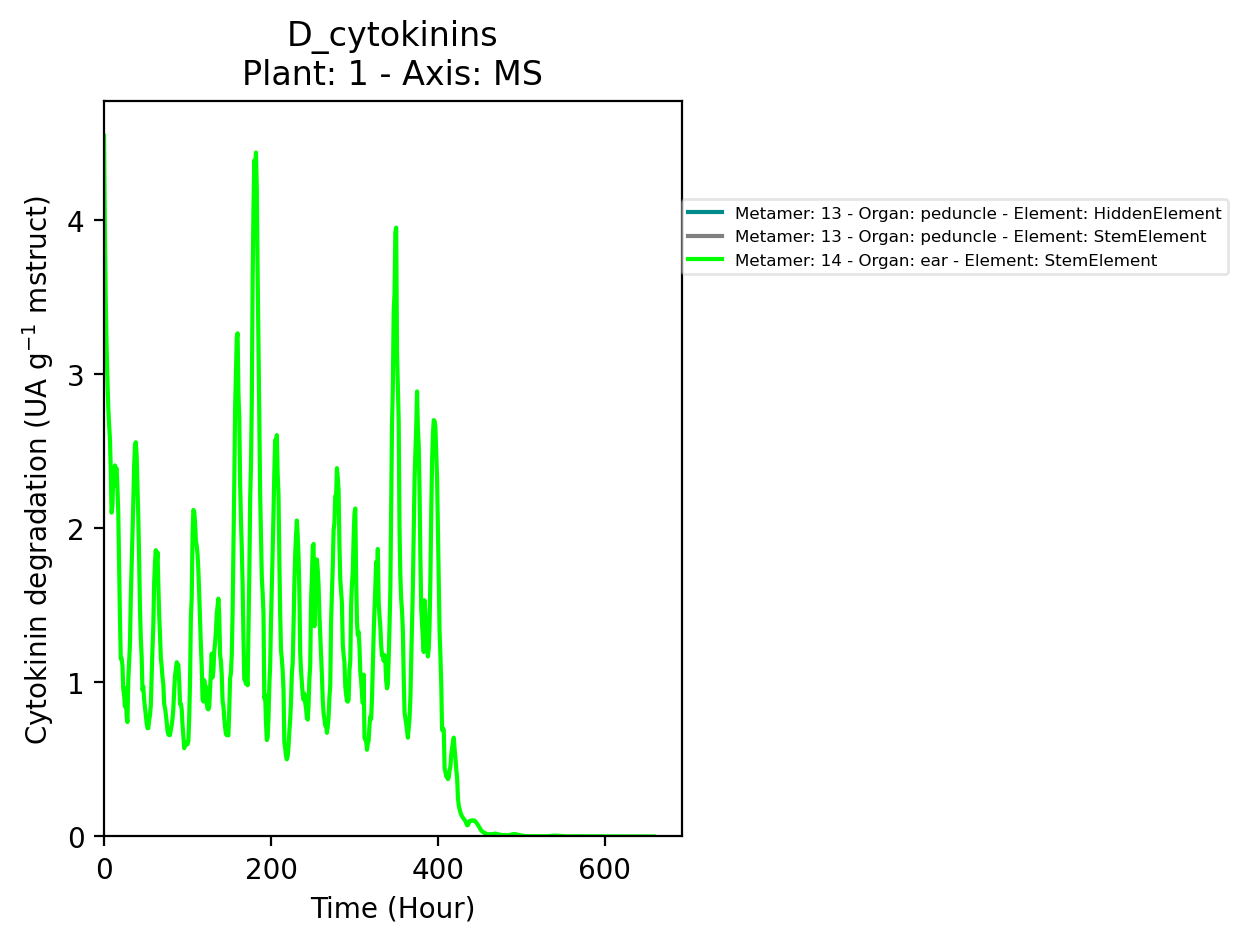 D_cytokinins
Plant: 1 - Axis: MS
Cytokinin degradation (UA g⁻¹ mstruct)
4
3
2
1
0
0 200 400 600
Time (Hour)
Metamer: 13 - Organ: peduncle - Element: HiddenElement
Metamer: 13 - Organ: peduncle - Element: StemElement
Metamer: 14 - Organ: ear - Element: StemElement